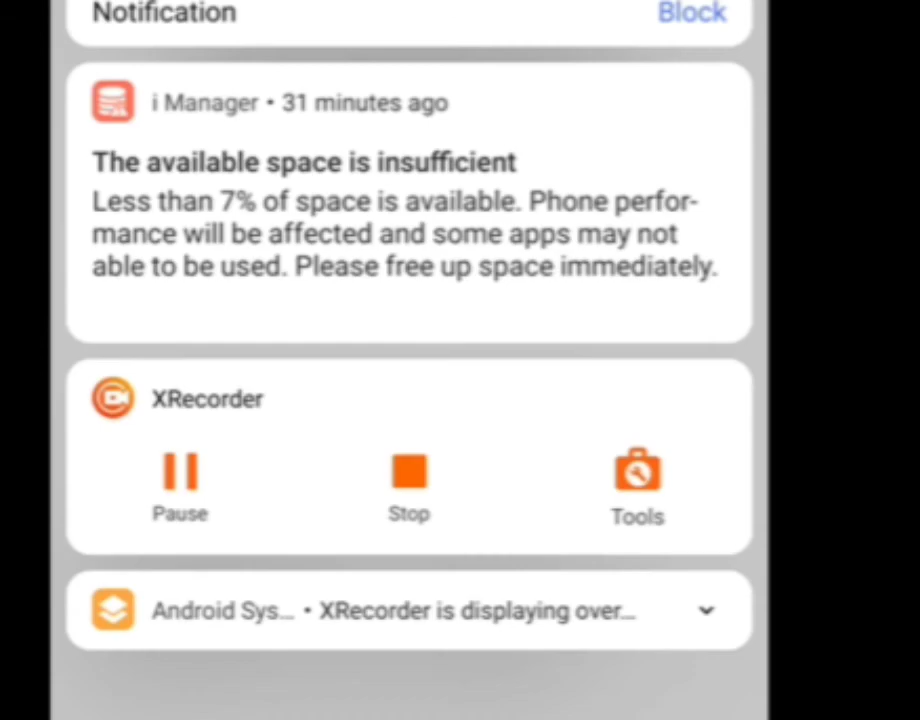 Notification Block
i Manager • 31 minutes ago
The available space is insufficient
Less than 7% of space is available. Phone perfor-
mance will be affected and some apps may not
able to be used. Please free up space immediately.
XRecorder
Pause Stop Tools
Android Sys... • XRecorder is displaying over...